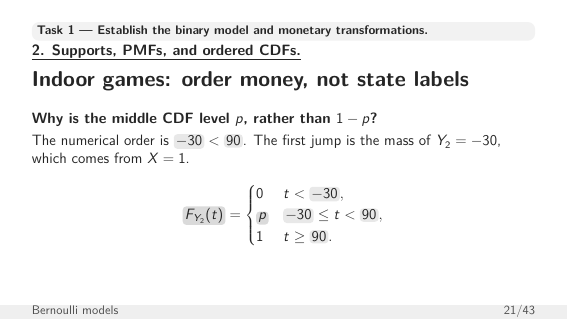 Task 1 — Establish the binary model and monetary transformations.
2. Supports, PMFs, and ordered CDFs.
Indoor games: order money, not state labels
Why is the middle CDF level p, rather than 1 − p?
The numerical order is −30 < 90. The first jump is the mass of Y₂ = −30,
which comes from X = 1.
F_{Y₂}(t) = { 0 t < −30,
p −30 ≤ t < 90,
1 t ≥ 90.
Bernoulli models 21/43